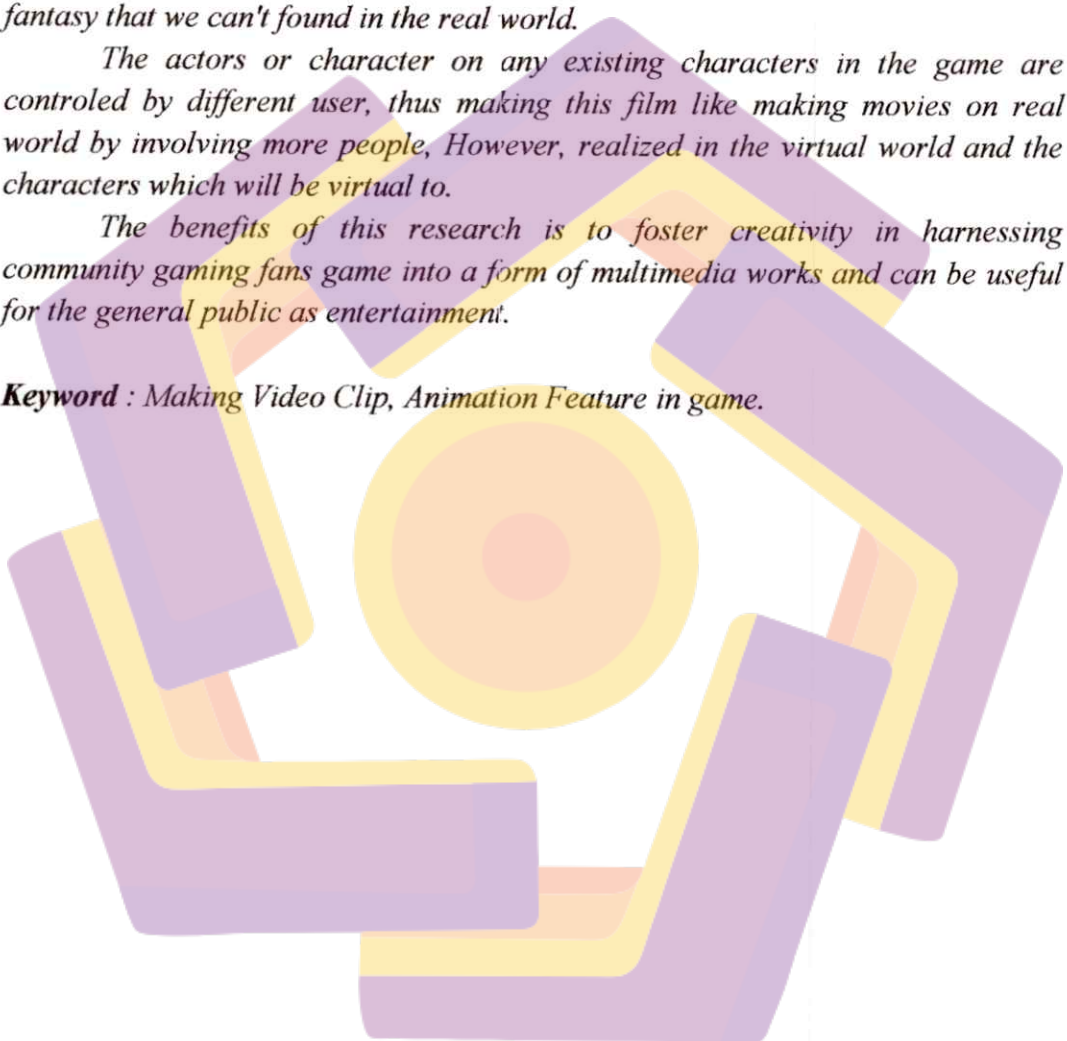 fantasy that we can't found in the real world.
The actors or character on any existing characters in the game are
controled by different user, thus making this film like making movies on real
world by involving more people, However, realized in the virtual world and the
characters which will be virtual to.
The benefits of this research is to foster creativity in harnessing
community gaming fans game into a form of multimedia works and can be useful
for the general public as entertainment.
Keyword : Making Video Clip, Animation Feature in game.